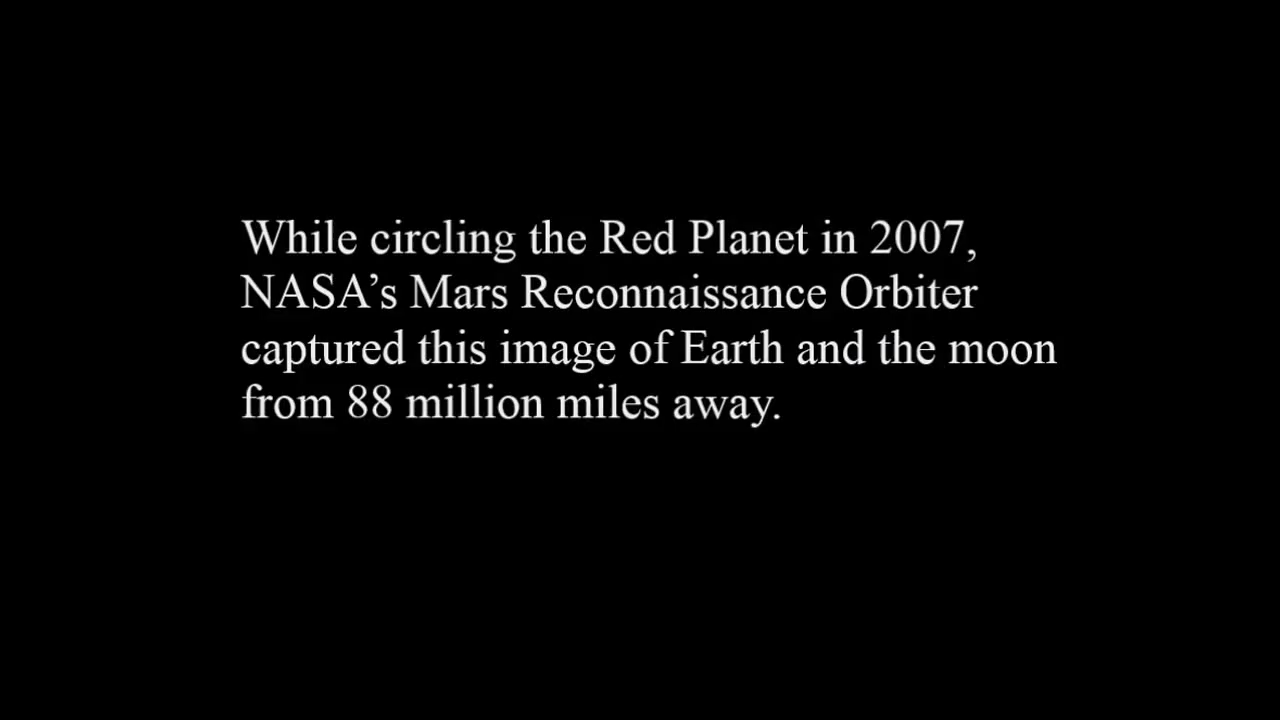 While circling the Red Planet in 2007,
NASA’s Mars Reconnaissance Orbiter
captured this image of Earth and the moon
from 88 million miles away.